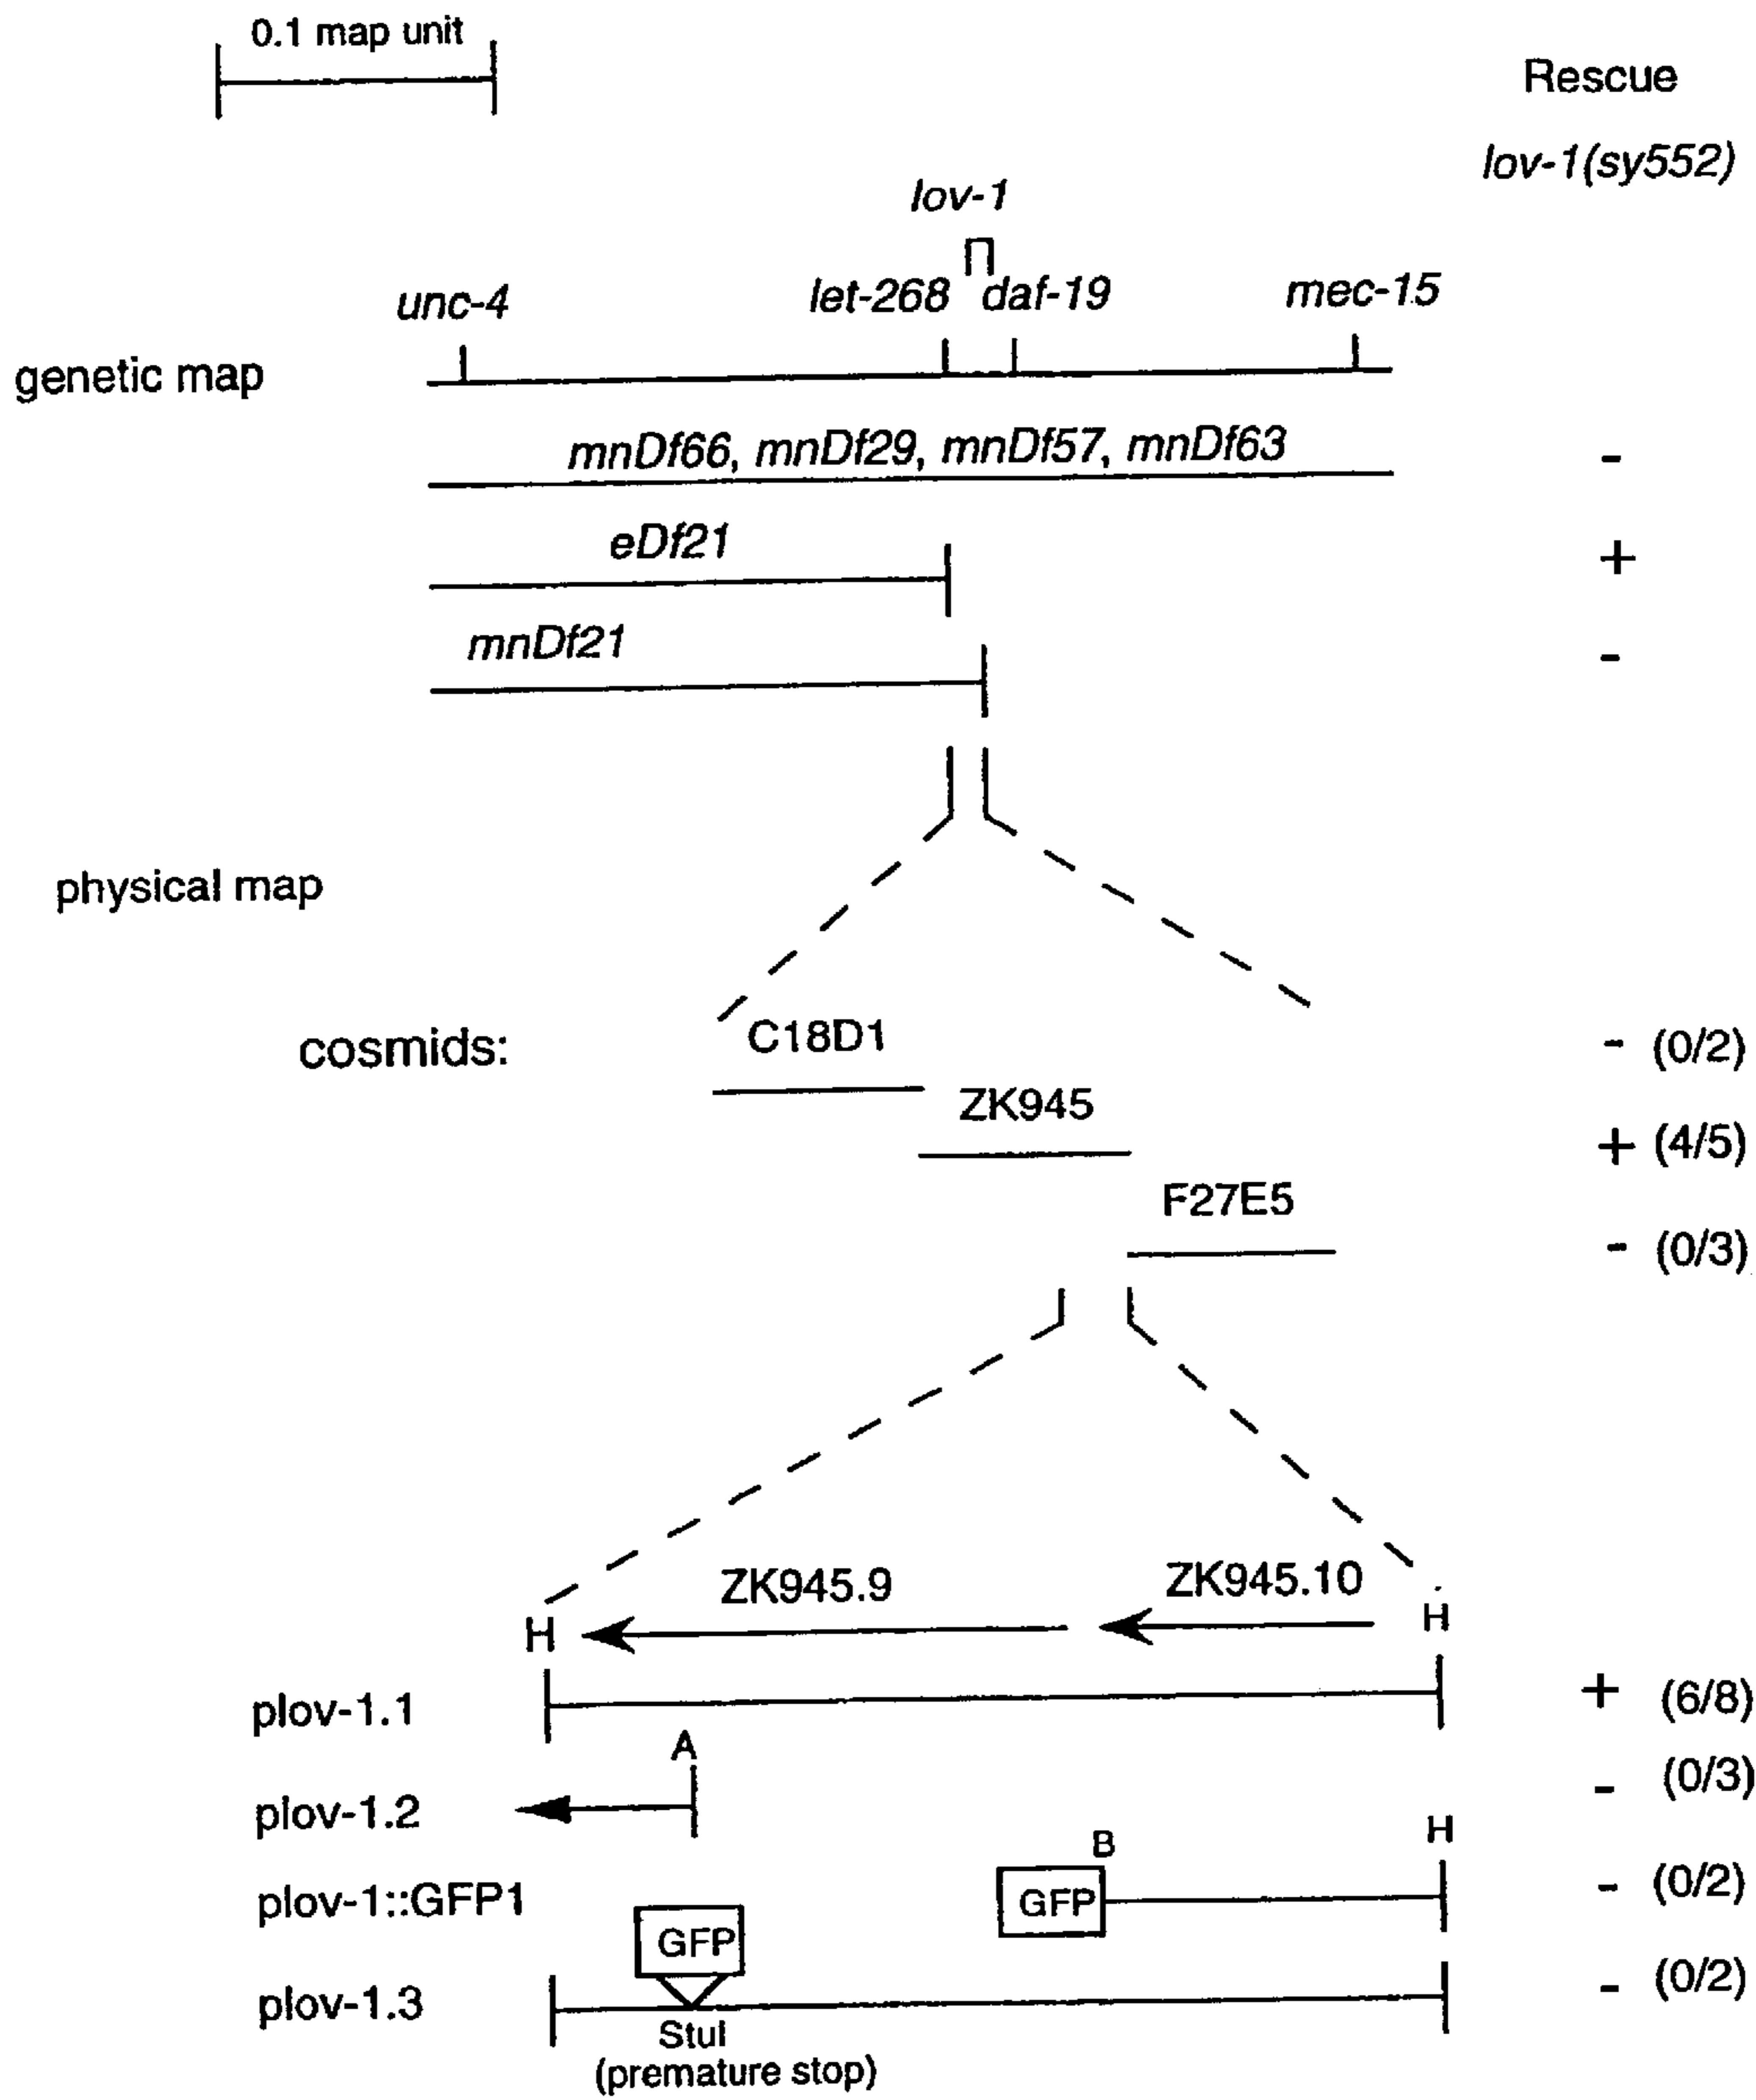 0.1 map unit
Rescue
lov-1(sy552)
lov-1
unc-4 let-268 daf-19 mec-15
genetic map
mnDf66, mnDf29, mnDf57, mnDf63 -
eDf21 +
mnDf21 -
physical map
cosmids: C18D1 - (0/2)
ZK945 + (4/5)
F27E5 - (0/3)
ZK945.9 ZK945.10
H H
plov-1.1 + (6/8)
A
plov-1.2 - (0/3)
B H
plov-1::GFP1 GFP - (0/2)
GFP
plov-1.3 - (0/2)
StuI
(premature stop)